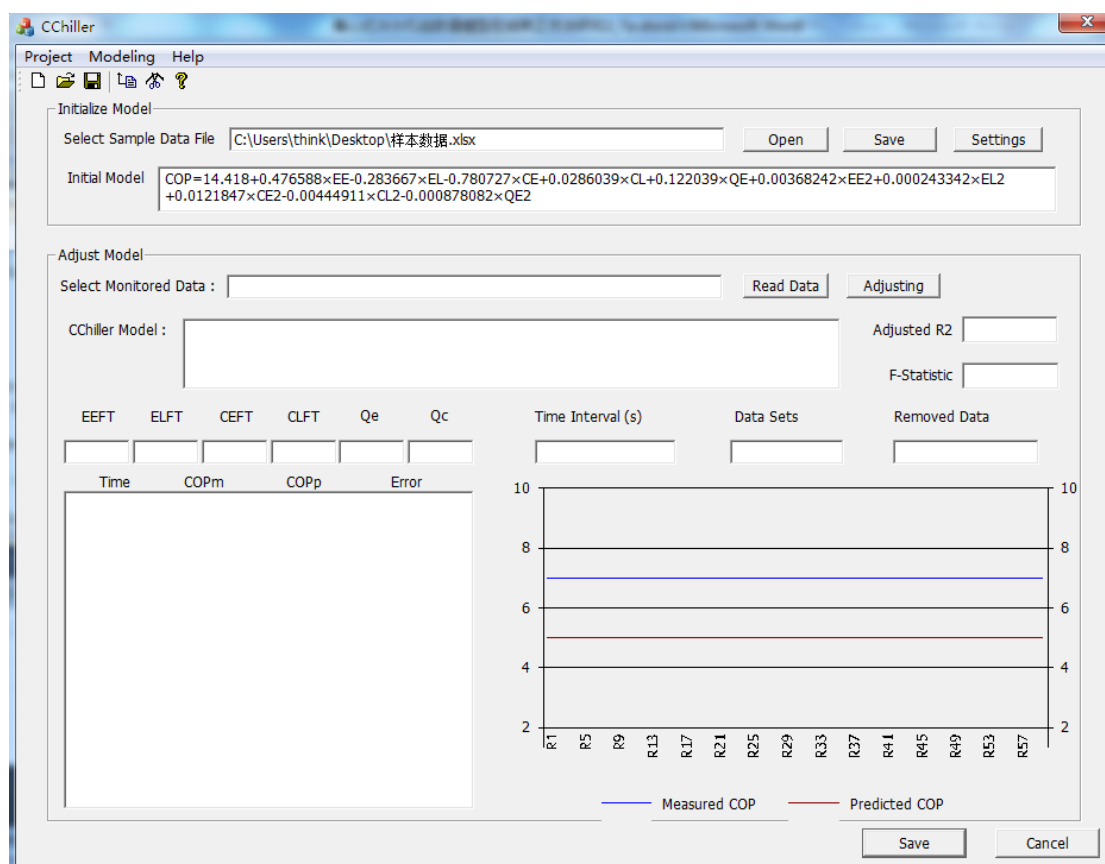 CChiller
Project Modeling Help
Initialize Model
Select Sample Data File C:\Users\think\Desktop\样本数据.xlsx Open Save Settings
Initial Model COP=14.418+0.476588×EE-0.283667×EL-0.780727×CE+0.0286039×CL+0.122039×QE+0.00368242×EE2+0.000243342×EL2
+0.0121847×CE2-0.00444911×CL2-0.000878082×QE2
Adjust Model
Select Monitored Data : Read Data Adjusting
CChiller Model : Adjusted R2
F-Statistic
EEFT ELFT CEFT CLFT Qe Qc Time Interval (s) Data Sets Removed Data
Time COPm COPp Error
10 10
8 8
6 6
4 4
2 2
R1 R5 R9 R13 R17 R21 R25 R29 R33 R37 R41 R45 R49 R53 R57
Measured COP Predicted COP
Save Cancel